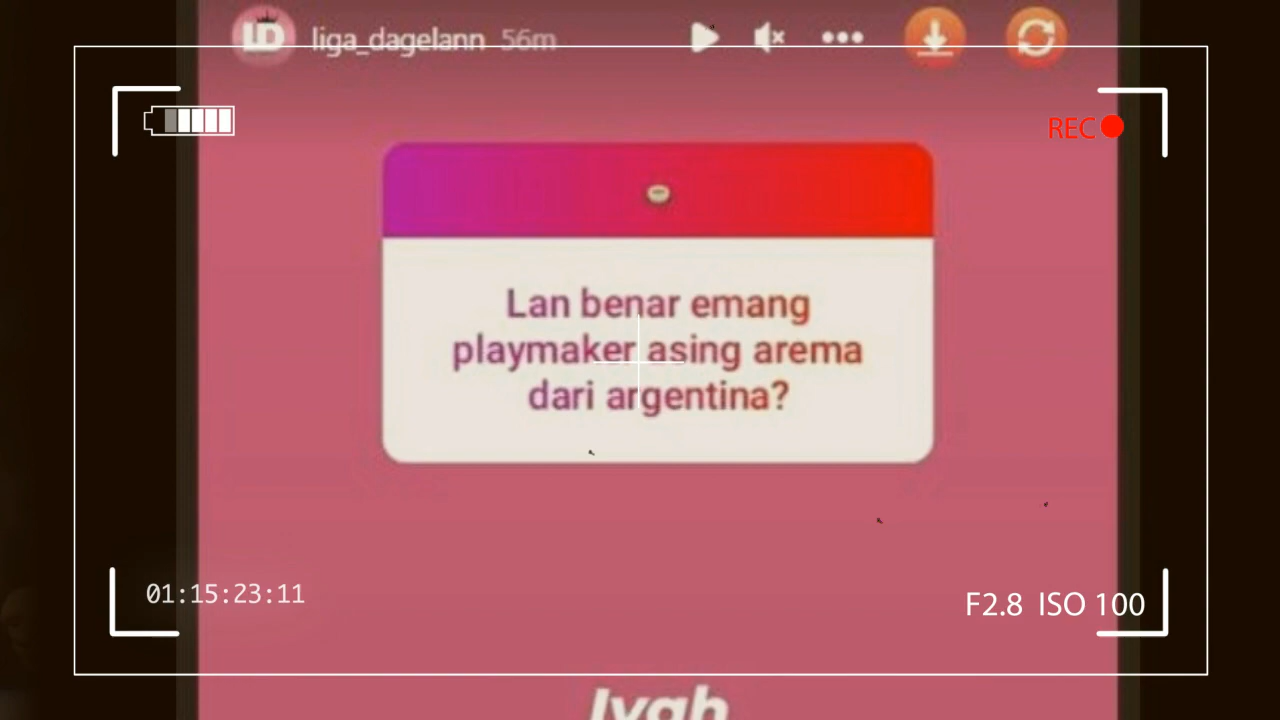 LD liga_dagelann 56m
REC
Lan benar emang
playmaker asing arema
dari argentina?
01:15:23:11
F2.8 ISO 100
Iyah